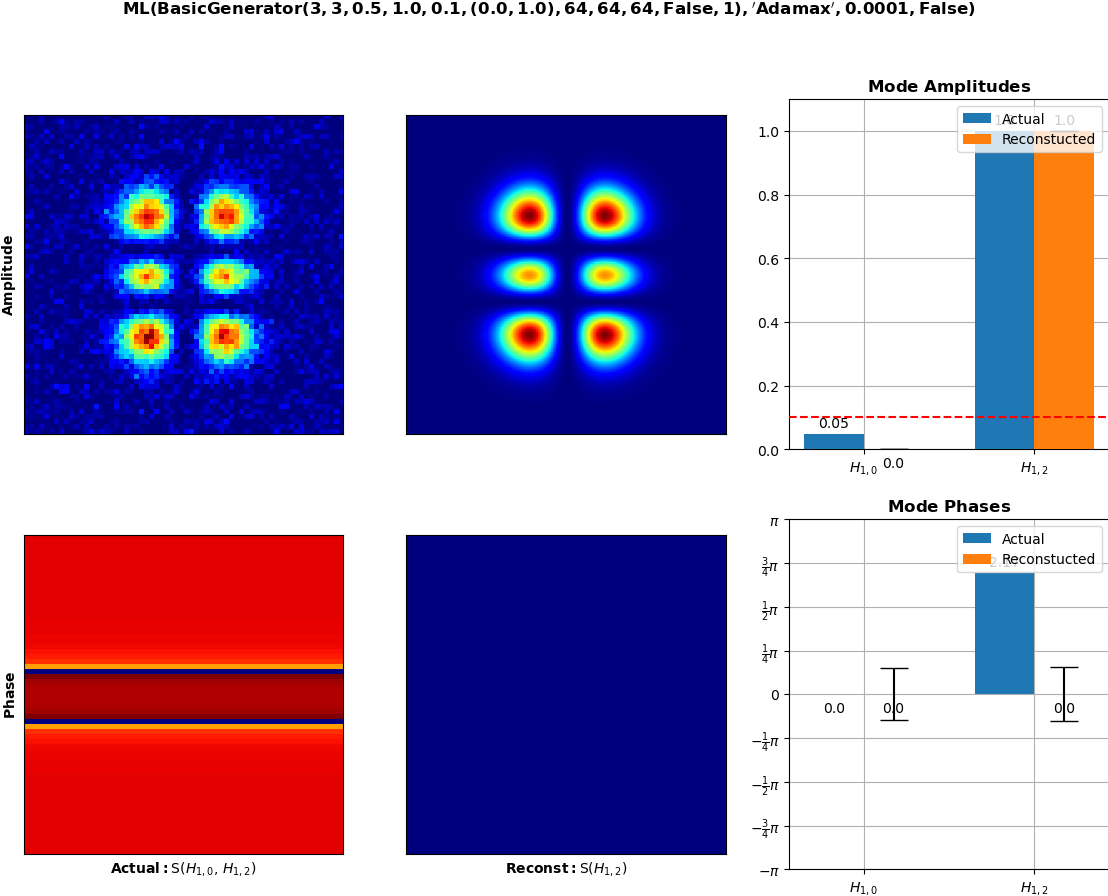 ML(BasicGenerator(3, 3, 0.5, 1.0, 0.1, (0.0, 1.0), 64, 64, 64, False, 1), ′Adamax′, 0.0001, False)
Amplitude
Mode Amplitudes
Actual
Reconstucted
1.0
1.0
0.8
0.6
0.4
0.2
0.0
0.05
0.0
H1,0
H1,2
Phase
Actual: S(H1,0, H1,2)
Reconst: S(H1,2)
Mode Phases
Actual
Reconstucted
π
3/4π
1/2π
1/4π
0
−1/4π
−1/2π
−3/4π
−π
0.0
0.0
0.0
H1,0
H1,2